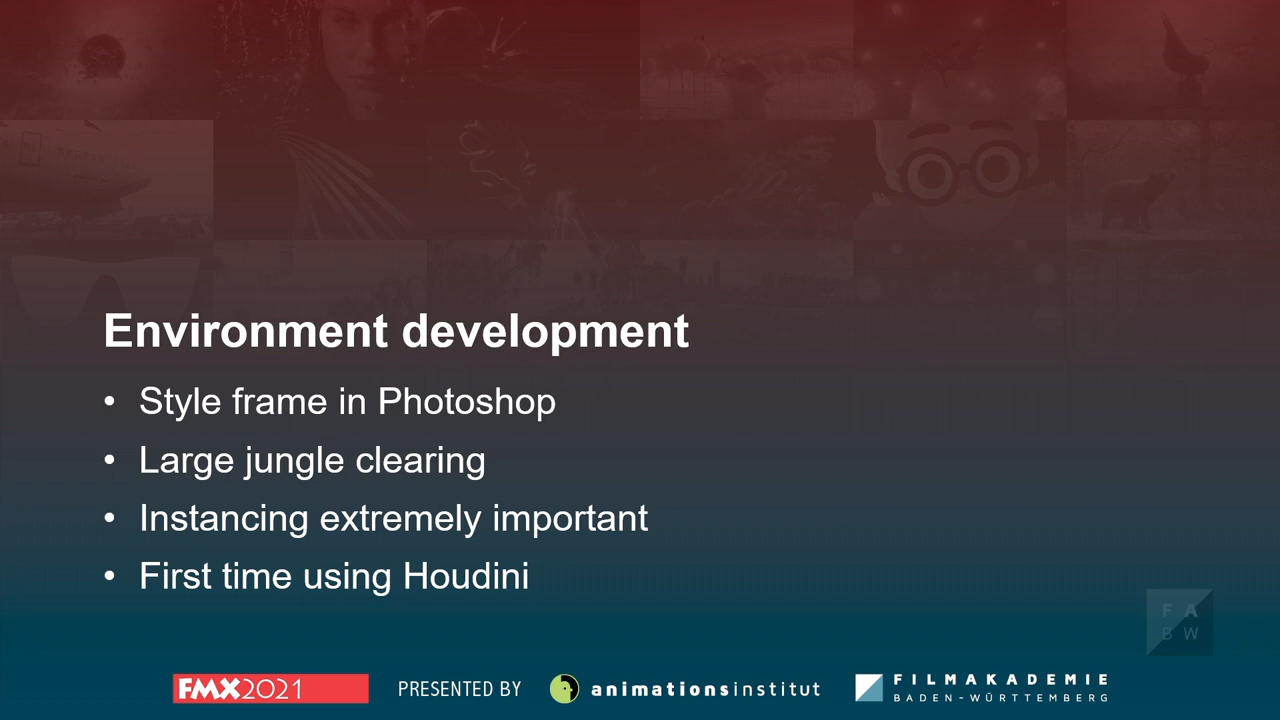 Environment development
• Style frame in Photoshop
• Large jungle clearing
• Instancing extremely important
• First time using Houdini
F A
B W
FMX2021 PRESENTED BY animationsinstitut FILMAKADEMIE
BADEN-WÜRTTEMBERG